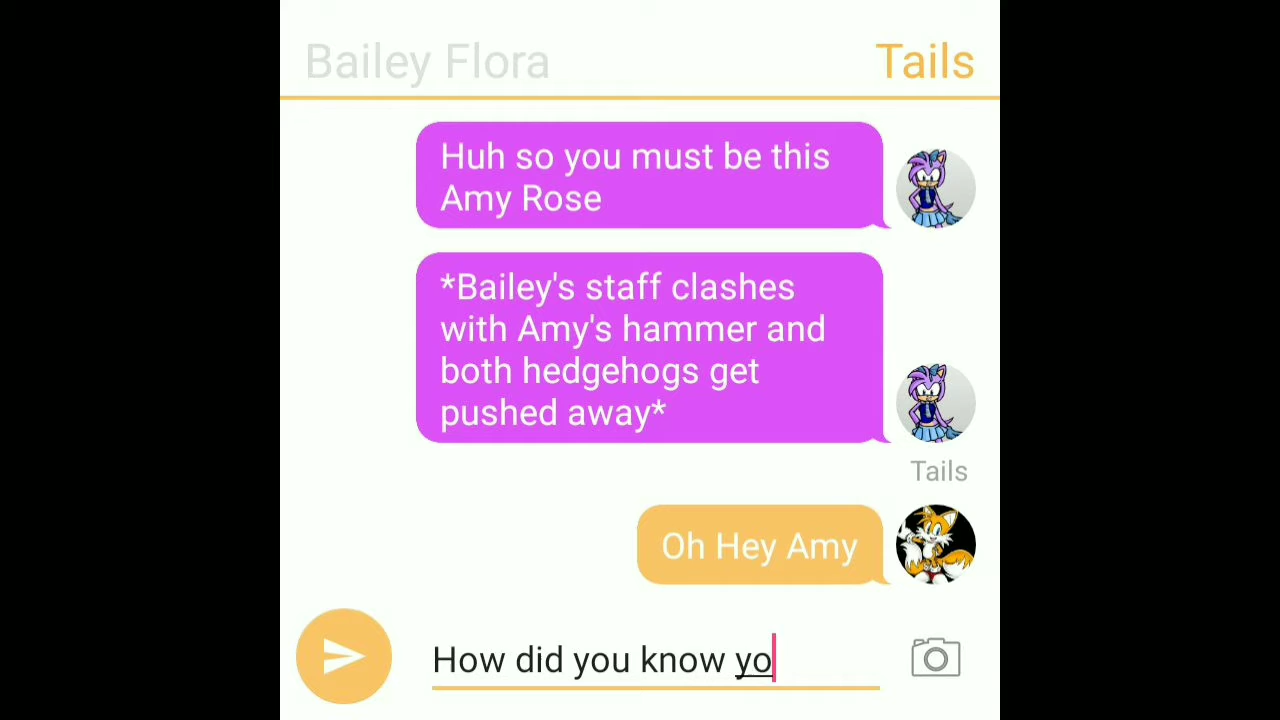 Bailey Flora
Tails
Huh so you must be this
Amy Rose
*Bailey's staff clashes
with Amy's hammer and
both hedgehogs get
pushed away*
Tails
Oh Hey Amy
How did you know yo